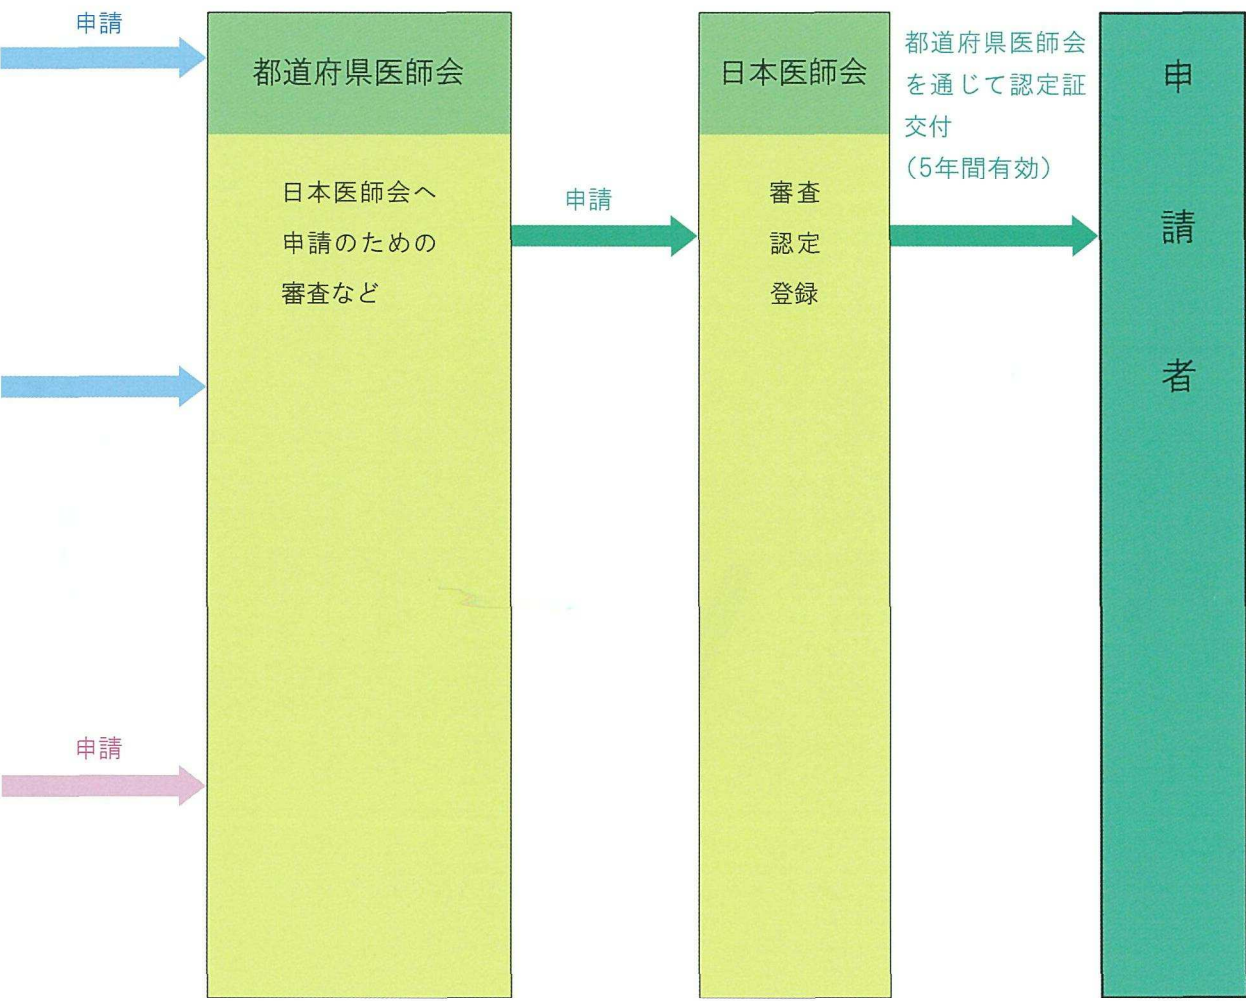 申請
都道府県医師会
日本医師会へ
申請のための
審査など
申請
日本医師会
審査
認定
登録
都道府県医師会
を通じて認定証
交付
（5年間有効）
申請者
申請